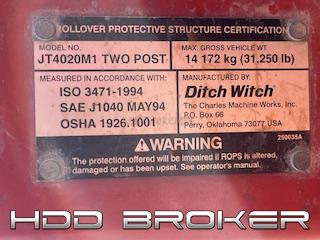 ROLLOVER PROTECTIVE STRUCTURE CERTIFICATION
MODEL NO.
JT4020M1 TWO POST
MAX. GROSS VEHICLE WT.
14 172 kg (31,250 lb)
MEASURED IN ACCORDANCE WITH:
ISO 3471-1994
SAE J1040 MAY94
OSHA 1926.1001
MANUFACTURED BY:
Ditch Witch
The Charles Machine Works, Inc.
P.O. Box 66
Perry, Oklahoma 73077 USA
250035A
WARNING
The protection offered will be impaired if ROPS is altered,
damaged or has been upset. See operator's manual.
HDD BROKER